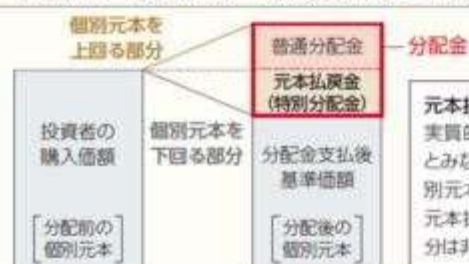 個別元本を
上回る部分
普通分配金
分配金
元本払戻金
(特別分配金)
投資者の
購入価額
個別元本を
下回る部分
分配金支払後
基準価額
分配前の
個別元本
分配後の
個別元本
実質的
とみな
別元本
元本払
分は非